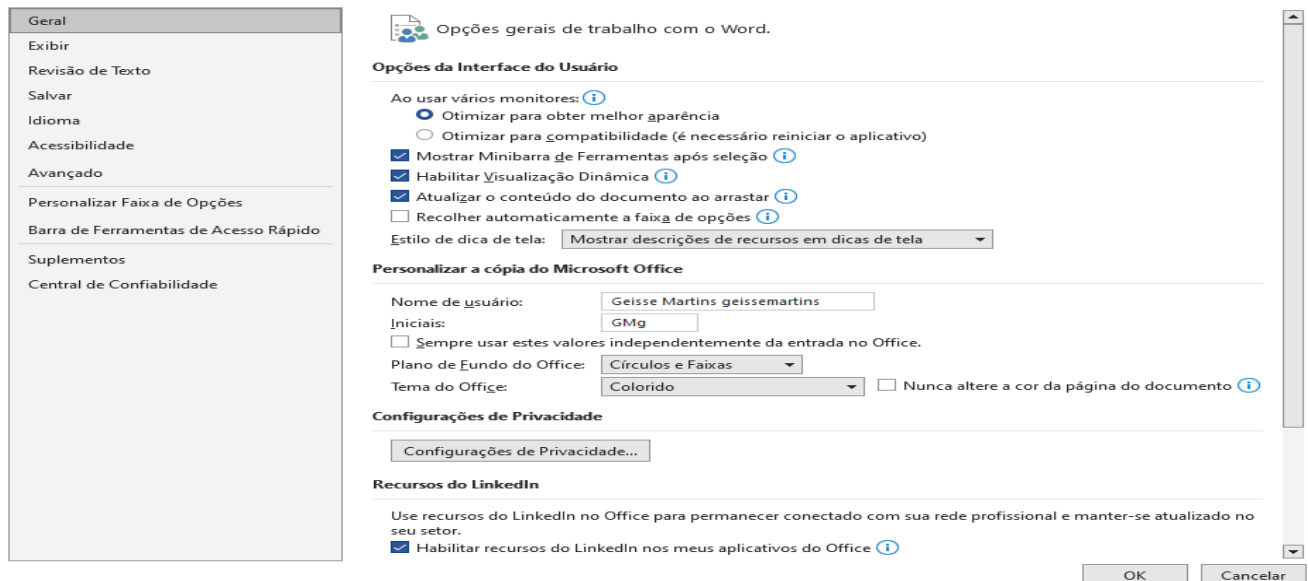 Geral
Exibir
Revisão de Texto
Salvar
Idioma
Acessibilidade
Avançado
Personalizar Faixa de Opções
Barra de Ferramentas de Acesso Rápido
Suplementos
Central de Confiabilidade
Opções gerais de trabalho com o Word.
Opções da Interface do Usuário
Ao usar vários monitores:
Otimizar para obter melhor aparência
Otimizar para compatibilidade (é necessário reiniciar o aplicativo)
Mostrar Minibarra de Ferramentas após seleção
Habilitar Visualização Dinâmica
Atualizar o conteúdo do documento ao arrastar
Recolher automaticamente a faixa de opções
Estilo de dica de tela: Mostrar descrições de recursos em dicas de tela
Personalizar a cópia do Microsoft Office
Nome de usuário: Geisse Martins geissemartins
Iniciais: GMg
Sempre usar estes valores independentemente da entrada no Office.
Plano de Fundo do Office: Círculos e Faixas
Tema do Office: Colorido Nunca altere a cor da página do documento
Configurações de Privacidade
Configurações de Privacidade...
Recursos do LinkedIn
Use recursos do LinkedIn no Office para permanecer conectado com sua rede profissional e manter-se atualizado no
seu setor.
Habilitar recursos do LinkedIn nos meus aplicativos do Office
OK Cancelar